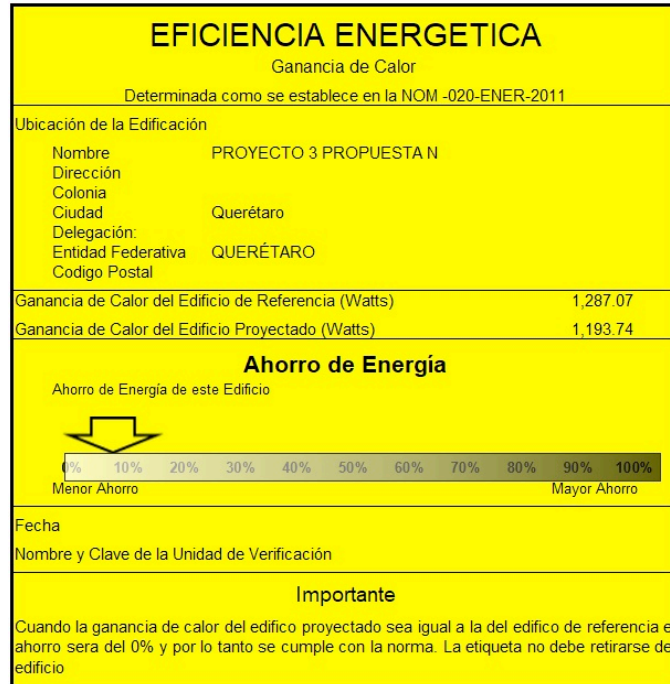 EFICIENCIA ENERGETICA
Ganancia de Calor
Determinada como se establece en la NOM -020-ENER-2011
Ubicación de la Edificación
Nombre PROYECTO 3 PROPUESTA N
Dirección
Colonia
Ciudad Querétaro
Delegación:
Entidad Federativa QUERÉTARO
Codigo Postal
Ganancia de Calor del Edificio de Referencia (Watts) 1,287.07
Ganancia de Calor del Edificio Proyectado (Watts) 1,193.74
Ahorro de Energía
Ahorro de Energía de este Edificio
0% 10% 20% 30% 40% 50% 60% 70% 80% 90% 100%
Menor Ahorro Mayor Ahorro
Fecha
Nombre y Clave de la Unidad de Verificación
Importante
Cuando la ganancia de calor del edifico proyectado sea igual a la del edifico de referencia e
ahorro sera del 0% y por lo tanto se cumple con la norma. La etiqueta no debe retirarse de
edificio